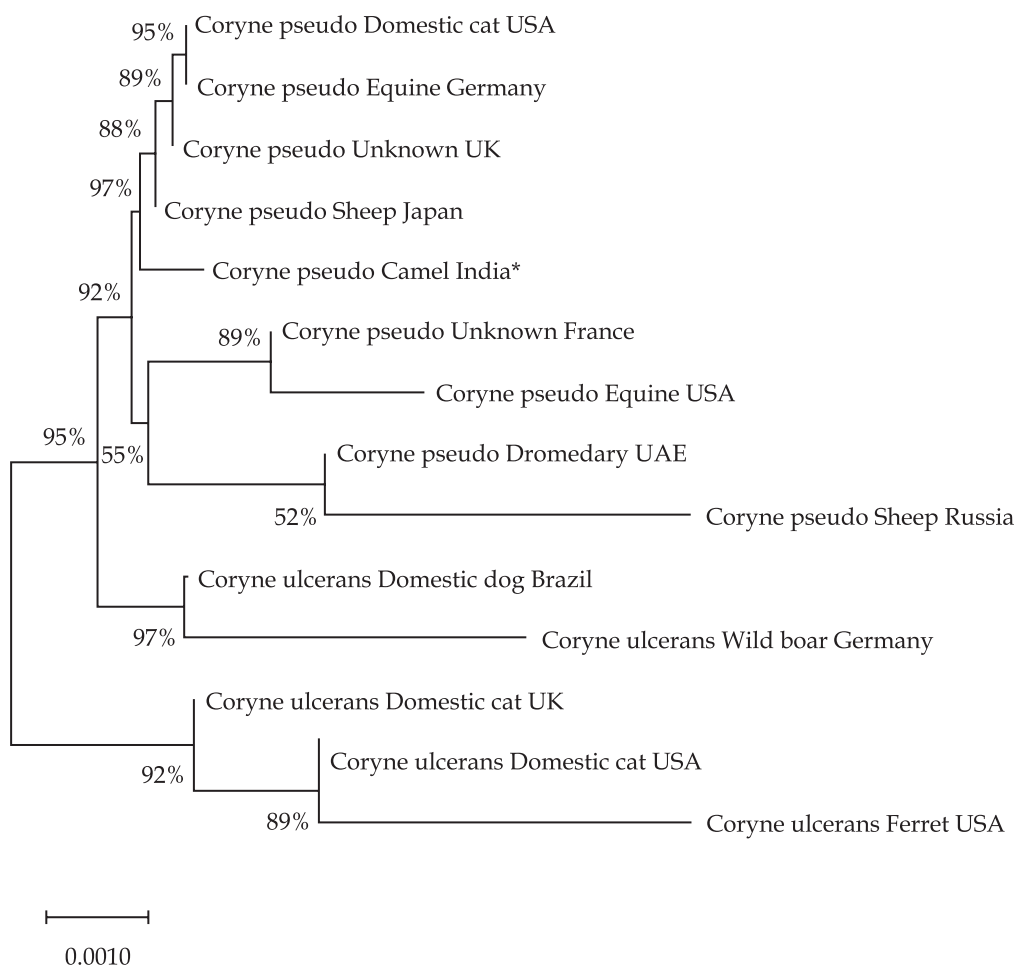 95% Coryne pseudo Domestic cat USA
89%
Coryne pseudo Equine Germany
88%
Coryne pseudo Unknown UK
97%
Coryne pseudo Sheep Japan
Coryne pseudo Camel India*
92%
89% Coryne pseudo Unknown France
Coryne pseudo Equine USA
95%
55%
Coryne pseudo Dromedary UAE
52%
Coryne pseudo Sheep Russia
Coryne ulcerans Domestic dog Brazil
97%
Coryne ulcerans Wild boar Germany
Coryne ulcerans Domestic cat UK
92%
Coryne ulcerans Domestic cat USA
89%
Coryne ulcerans Ferret USA
0.0010